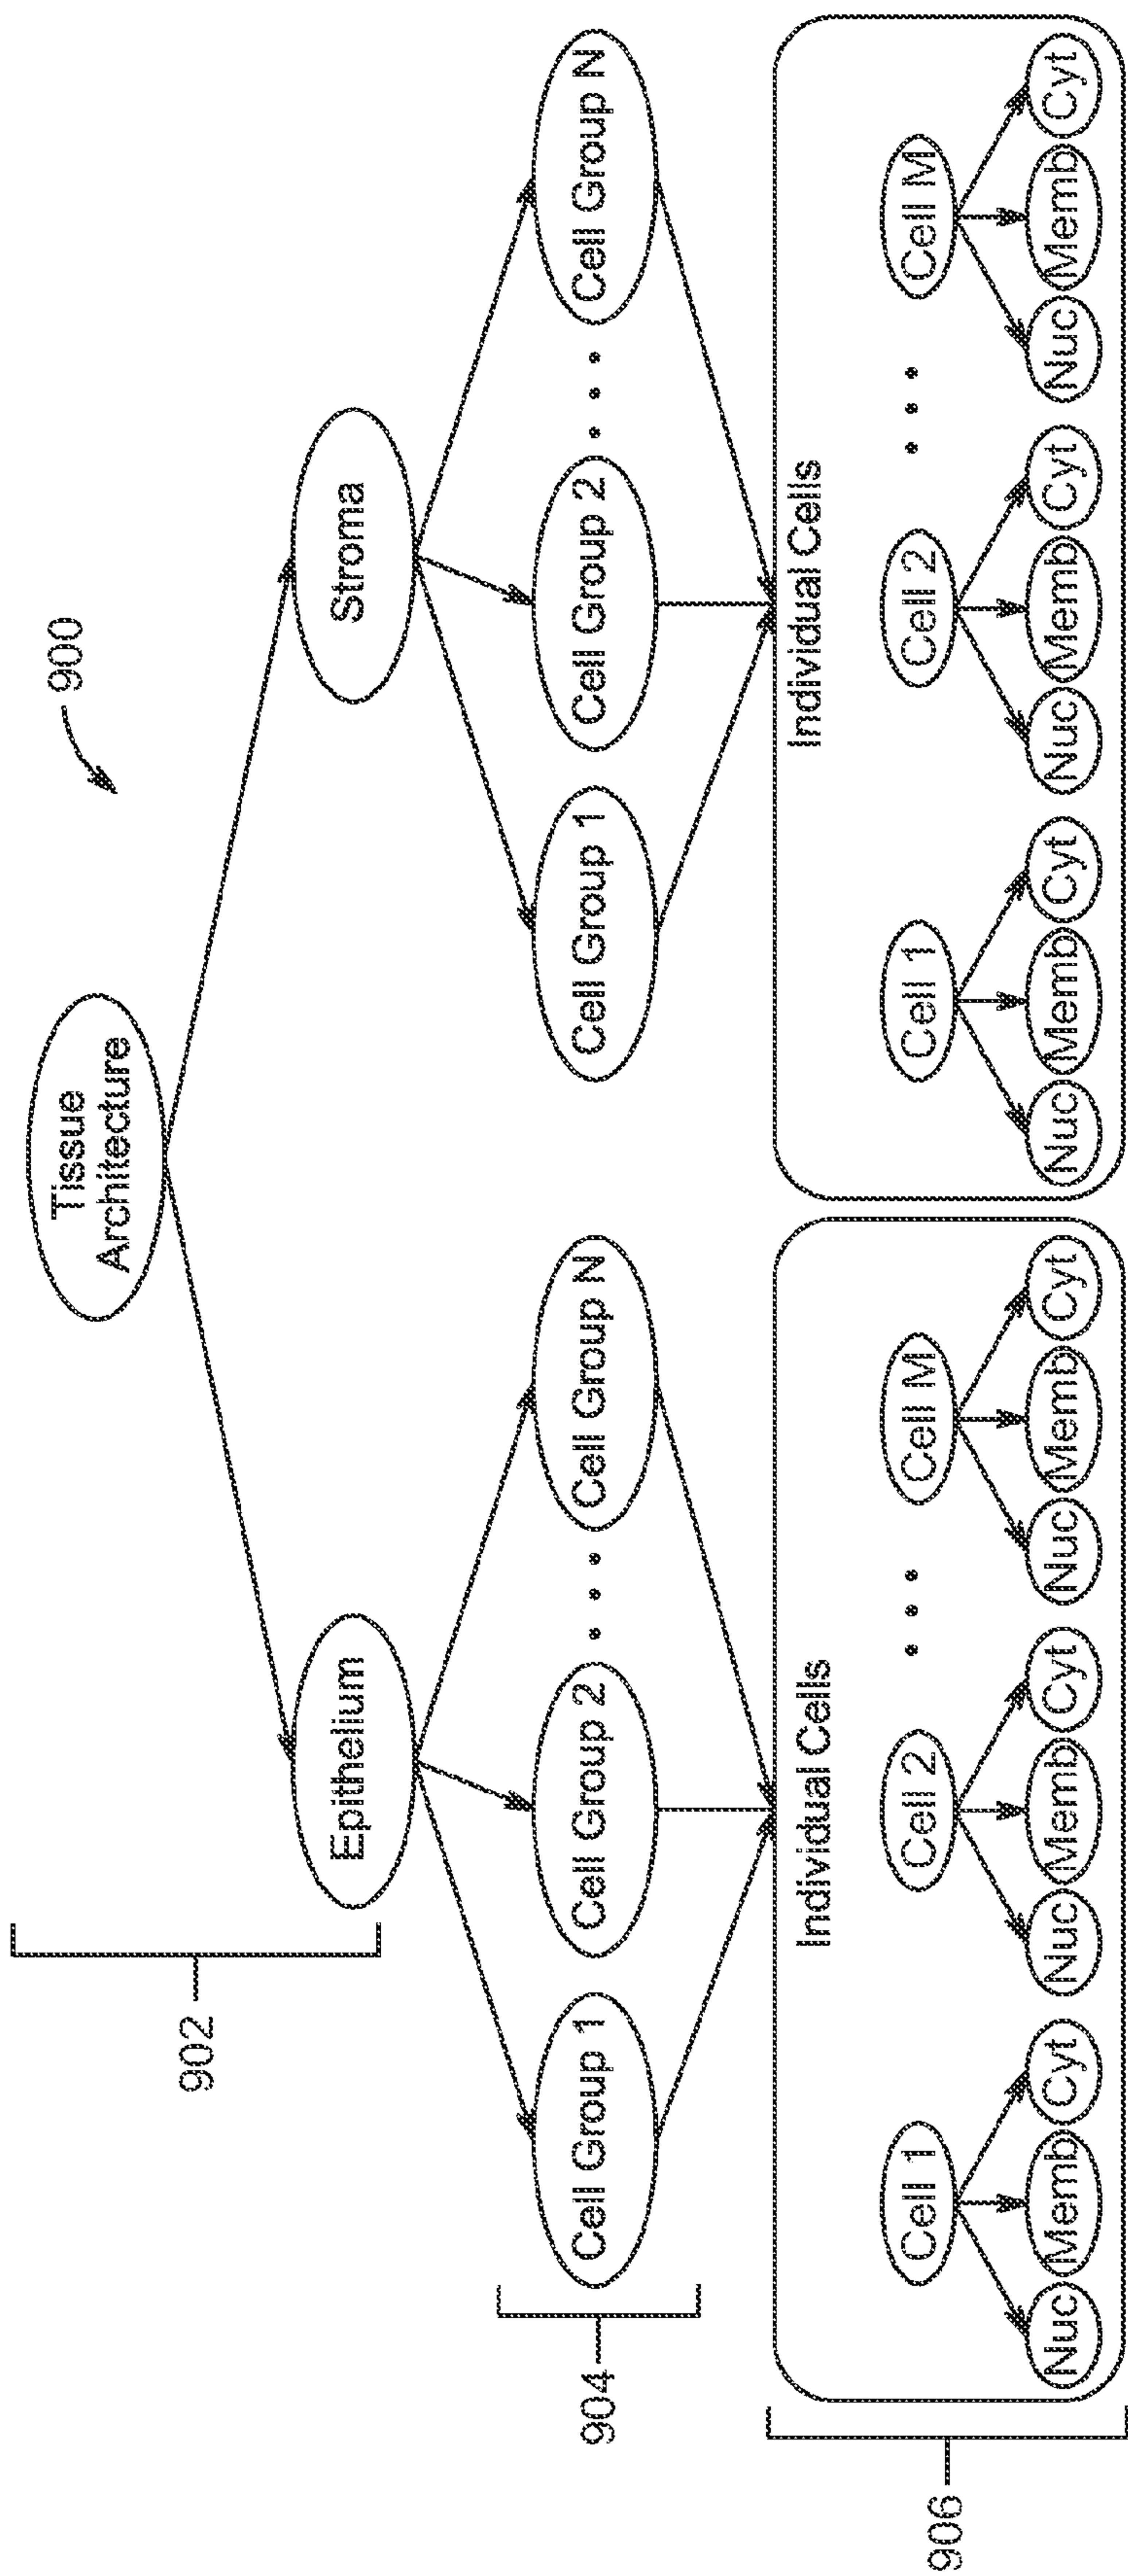 900
Tissue
Architecture
902
Epithelium
Stroma
904
Cell Group 1
Cell Group 2
Cell Group N
Cell Group 1
Cell Group 2
Cell Group N
906
Individual Cells
Individual Cells
Cell 1
Cell 2
Cell M
Cell 1
Cell 2
Cell M
Nuc
Memb
Cyt
Nuc
Memb
Cyt
Nuc
Memb
Cyt
Nuc
Memb
Cyt
Nuc
Memb
Cyt
Nuc
Memb
Cyt